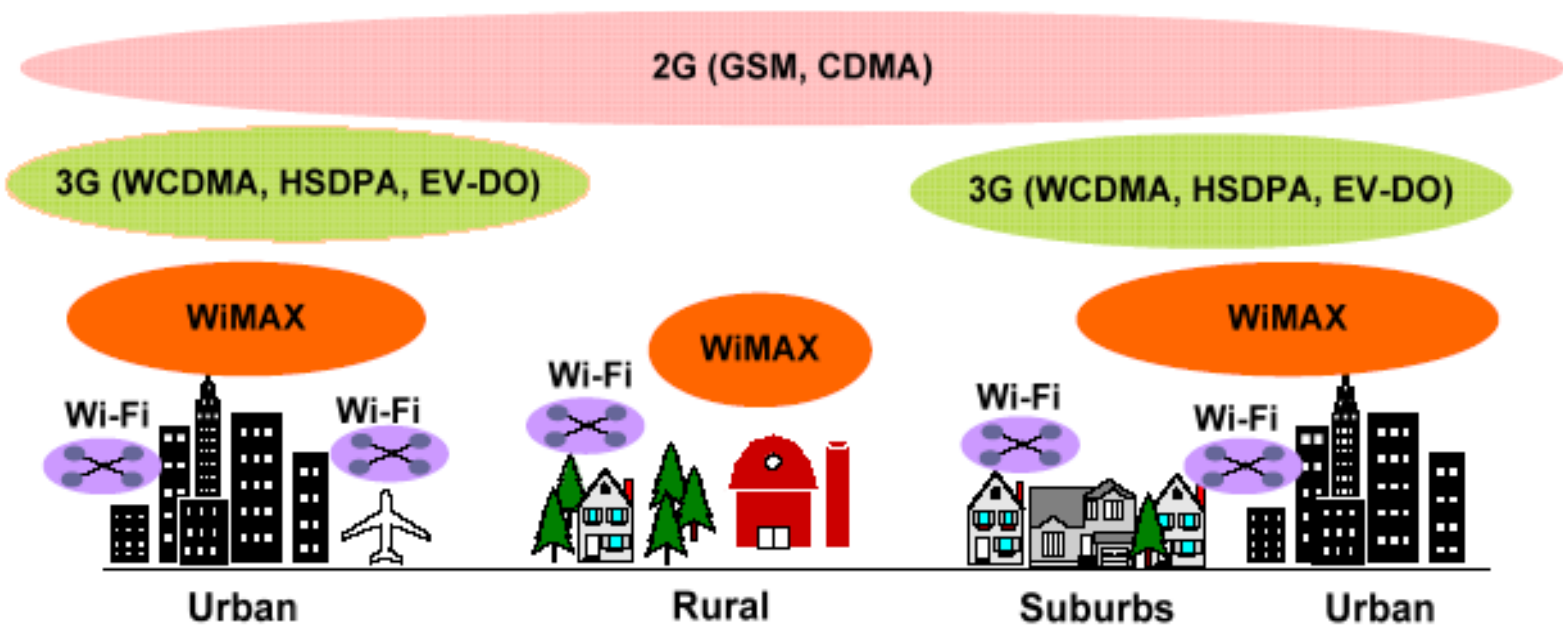 2G (GSM, CDMA)
3G (WCDMA, HSDPA, EV-DO)
3G (WCDMA, HSDPA, EV-DO)
WiMAX
WiMAX
WiMAX
Wi-Fi
Wi-Fi
Wi-Fi
Wi-Fi
Wi-Fi
Urban
Rural
Suburbs
Urban